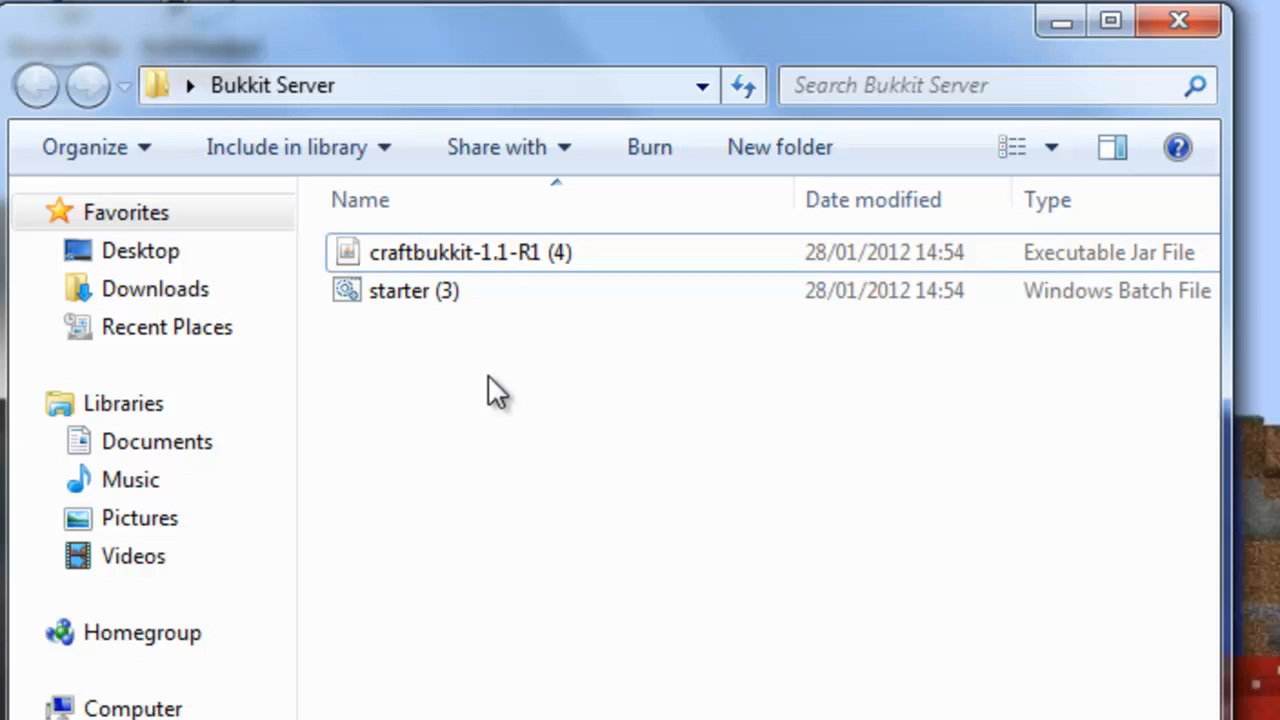 Bukkit Server
Search Bukkit Server
Organize Include in library Share with Burn New folder
Name Date modified Type
Favorites
Desktop
Downloads
Recent Places
Libraries
Documents
Music
Pictures
Videos
Homegroup
Computer
craftbukkit-1.1-R1 (4) 28/01/2012 14:54 Executable Jar File
starter (3) 28/01/2012 14:54 Windows Batch File